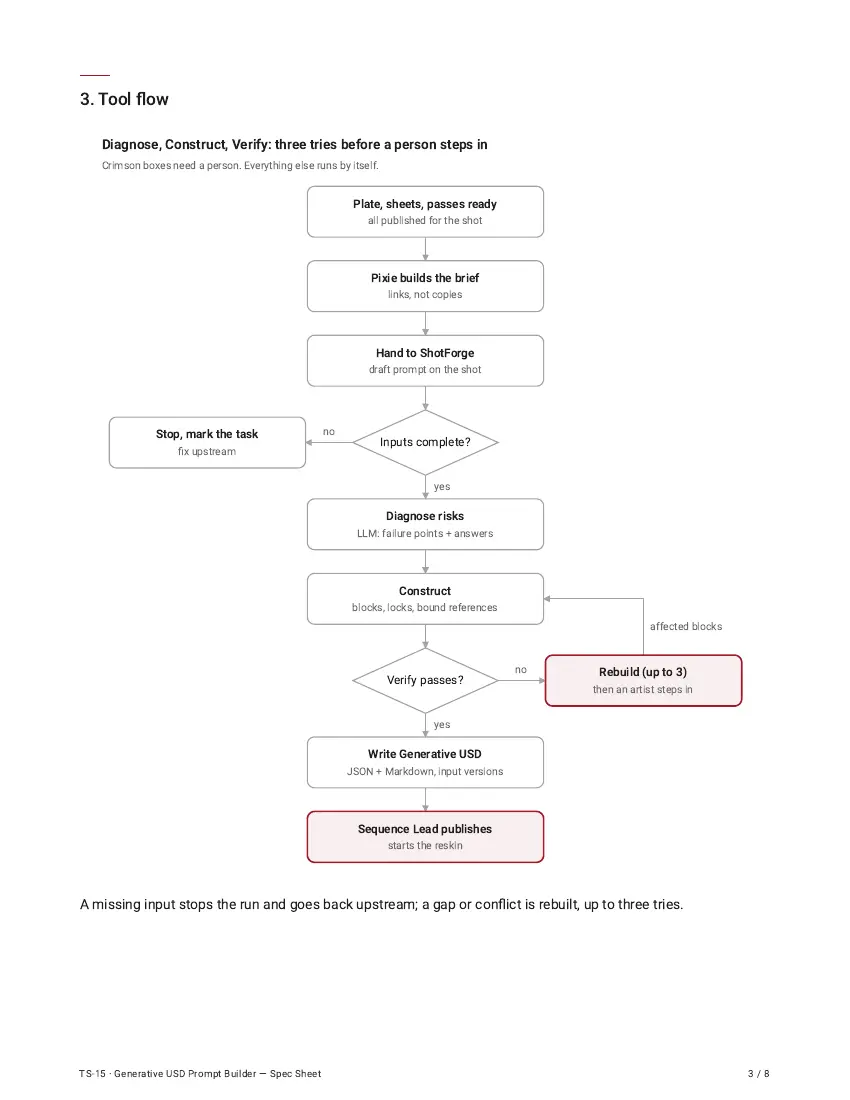 3. Tool flow
Diagnose, Construct, Verify: three tries before a person steps in
Crimson boxes need a person. Everything else runs by itself.
Plate, sheets, passes ready
all published for the shot
Pixie builds the brief
links, not copies
Hand to ShotForge
draft prompt on the shot
Inputs complete?
no
Stop, mark the task
fix upstream
yes
Diagnose risks
LLM: failure points + answers
Construct
blocks, locks, bound references
affected blocks
Verify passes?
no
Rebuild (up to 3)
then an artist steps in
yes
Write Generative USD
JSON + Markdown, input versions
Sequence Lead publishes
starts the reskin
A missing input stops the run and goes back upstream; a gap or conflict is rebuilt, up to three tries.
TS-15 · Generative USD Prompt Builder — Spec Sheet
3 / 8